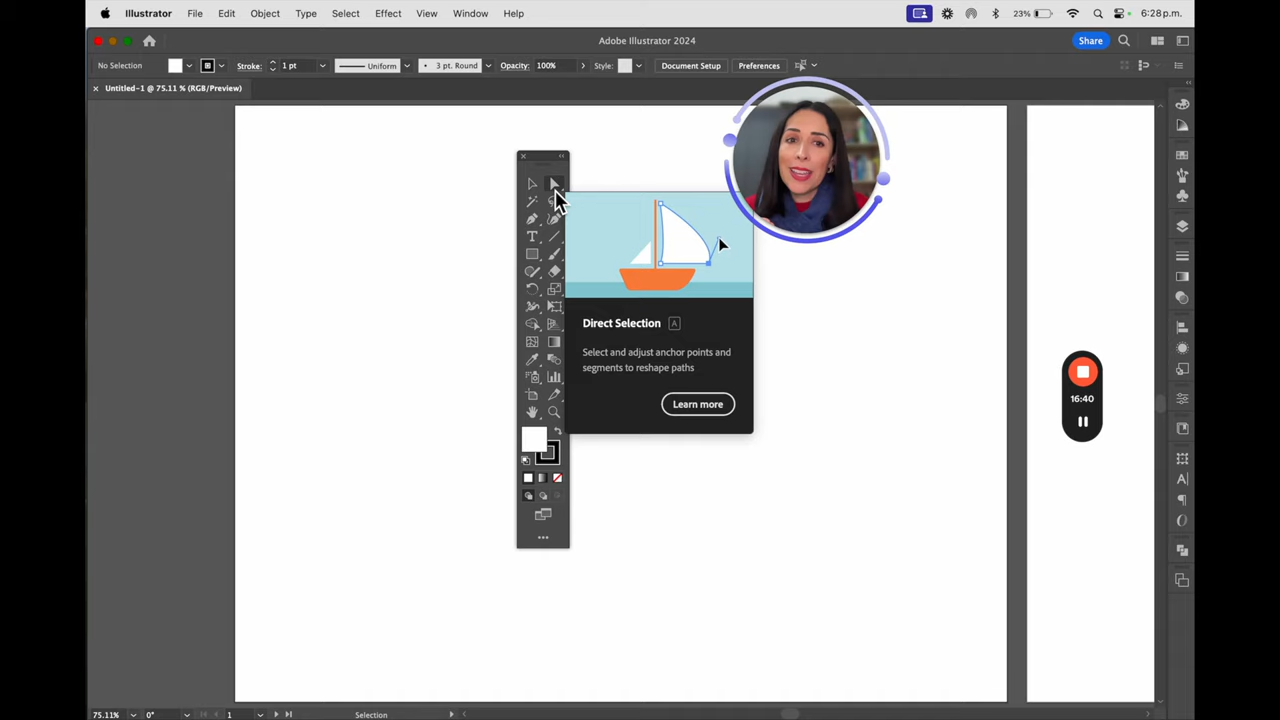 Illustrator File Edit Object Type Select Effect View Window Help 23% 6:28 p.m.
Adobe Illustrator 2024 Share
No Selection Stroke: 1 pt Uniform 3 pt. Round Opacity: 100% Style: Document Setup Preferences
Untitled-1 @ 75.11 % (RGB/Preview)
Direct Selection A
Select and adjust anchor points and
segments to reshape paths
Learn more
16:40
75.11% 0° 1 Selection